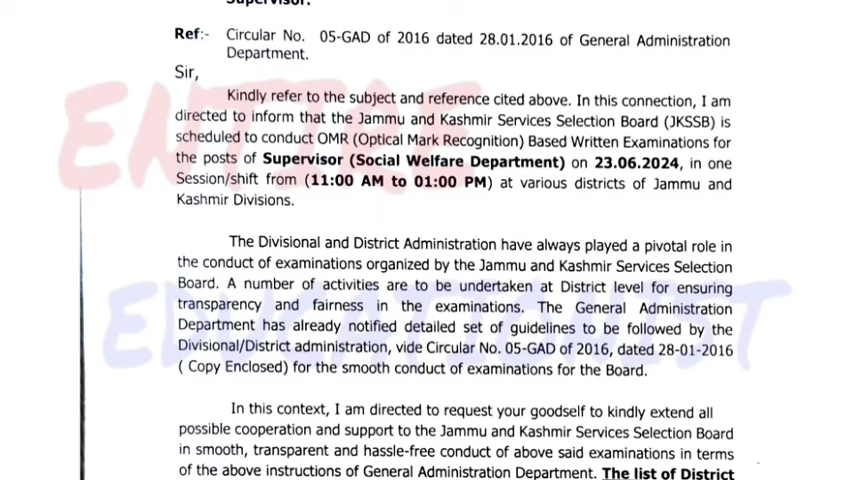 Supervisor.
Ref:- Circular No. 05-GAD of 2016 dated 28.01.2016 of General Administration
Department.
Sir,
Kindly refer to the subject and reference cited above. In this connection, I am
directed to inform that the Jammu and Kashmir Services Selection Board (JKSSB) is
scheduled to conduct OMR (Optical Mark Recognition) Based Written Examinations for
the posts of Supervisor (Social Welfare Department) on 23.06.2024, in one
Session/shift from (11:00 AM to 01:00 PM) at various districts of Jammu and
Kashmir Divisions.
The Divisional and District Administration have always played a pivotal role in
the conduct of examinations organized by the Jammu and Kashmir Services Selection
Board. A number of activities are to be undertaken at District level for ensuring
transparency and fairness in the examinations. The General Administration
Department has already notified detailed set of guidelines to be followed by the
Divisional/District administration, vide Circular No. 05-GAD of 2016, dated 28-01-2016
( Copy Enclosed) for the smooth conduct of examinations for the Board.
In this context, I am directed to request your goodself to kindly extend all
possible cooperation and support to the Jammu and Kashmir Services Selection Board
in smooth, transparent and hassle-free conduct of above said examinations in terms
of the above instructions of General Administration Department. The list of District